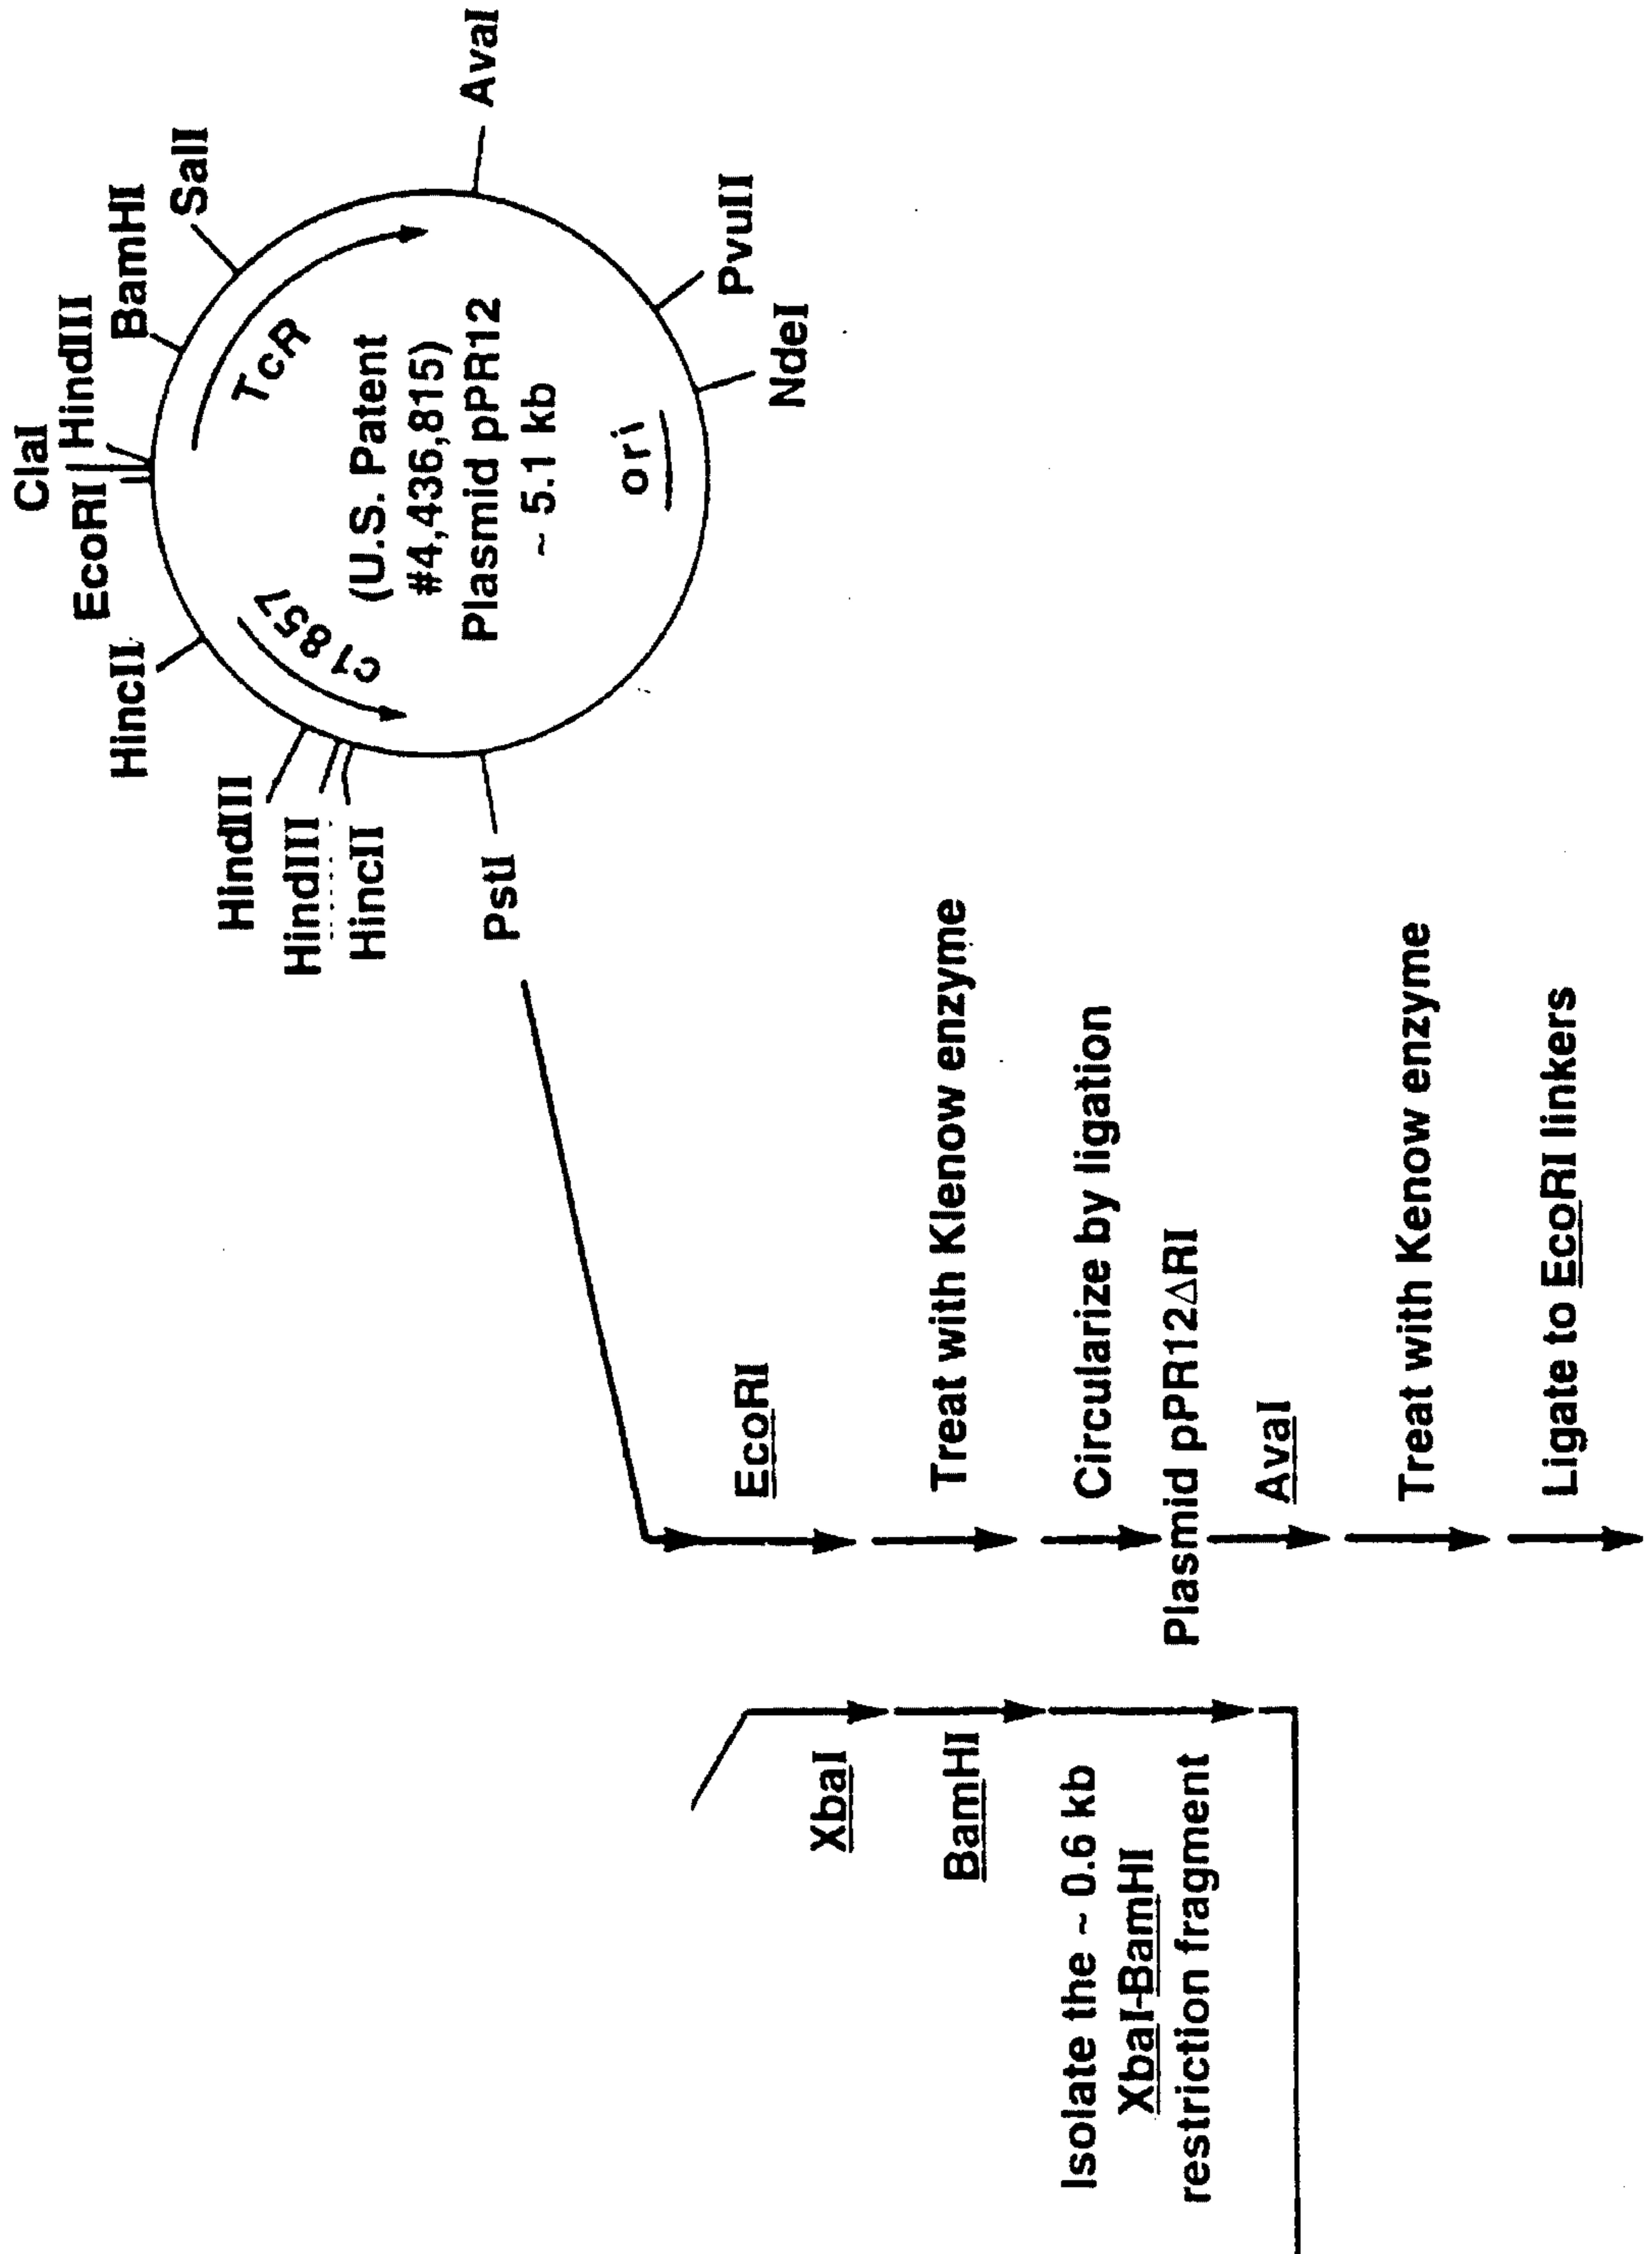 ClaI
EcoRI
HindIII
BamHI
SalI
AvaI
PvuII
NdeI
HincII
HindIII
HindIII
HincII
PstI
TcR
cI857
(U.S. Patent
#4,436,815)
Plasmid pPR12
~ 5.1 kb
ori
EcoRI
Treat with Klenow enzyme
Circularize by ligation
Plasmid pPR12△RI
AvaI
Treat with Kenow enzyme
Ligate to EcoRI linkers
XbaI
BamHI
Isolate the ~ 0.6 kb
XbaI-BamHI
restriction fragment